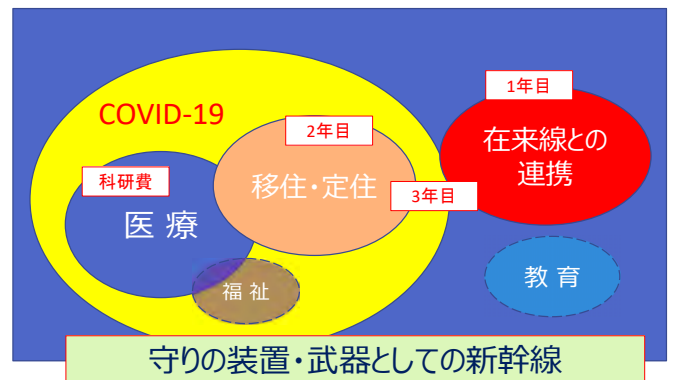 1年目
COVID-19
2年目
在来線との
連携
科研費
移住・定住
3年目
医療
福祉
教育
守りの装置・武器としての新幹線